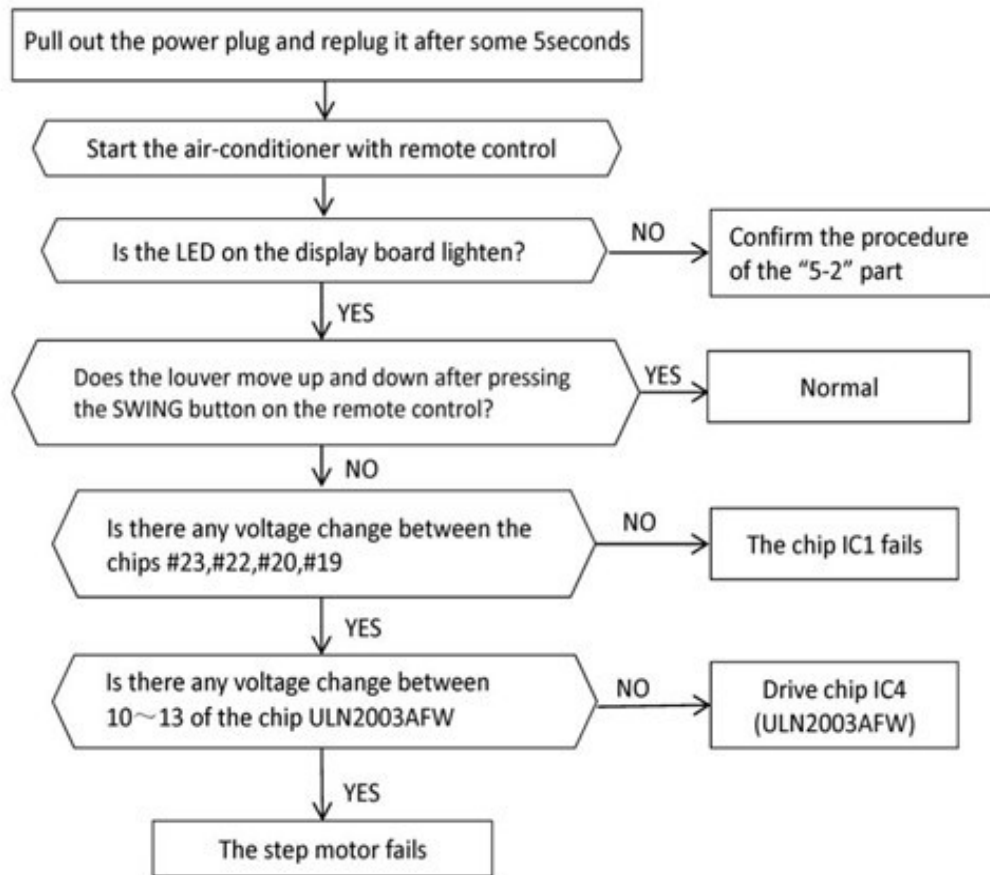 Pull out the power plug and replug it after some 5seconds
Start the air-conditioner with remote control
Is the LED on the display board lighten?
NO
Confirm the procedure
of the “5-2” part
YES
Does the louver move up and down after pressing
the SWING button on the remote control?
YES
Normal
NO
Is there any voltage change between the
chips #23,#22,#20,#19
NO
The chip IC1 fails
YES
Is there any voltage change between
10～13 of the chip ULN2003AFW
NO
Drive chip IC4
(ULN2003AFW)
YES
The step motor fails